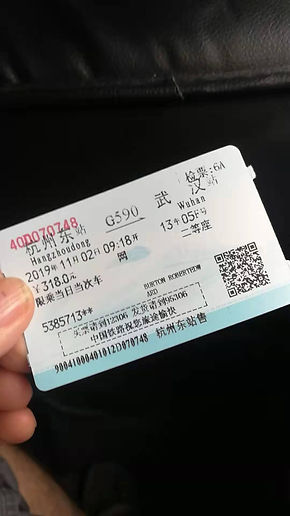 40D070748
检票:6A
杭州东站 G590 武汉站
Hangzhoudong Wuhan
2019年11月02日09:18开 13车05F号
¥318.0元 网 二等座
限乘当日当次车
BURTON ROBERTSON
5385713**
买票请到12306 发货请到95306
中国铁路祝您旅途愉快
90041000401012D070748 杭州东站售